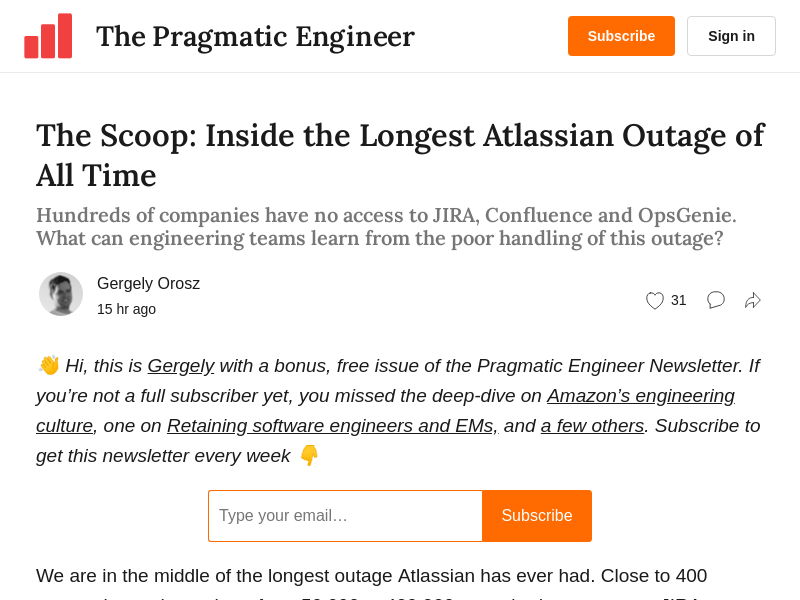 The Pragmatic Engineer
Subscribe
Sign in
The Scoop: Inside the Longest Atlassian Outage of
All Time
Hundreds of companies have no access to JIRA, Confluence and OpsGenie.
What can engineering teams learn from the poor handling of this outage?
Gergely Orosz
15 hr ago
31
👋 Hi, this is Gergely with a bonus, free issue of the Pragmatic Engineer Newsletter. If
you’re not a full subscriber yet, you missed the deep-dive on Amazon’s engineering
culture, one on Retaining software engineers and EMs, and a few others. Subscribe to
get this newsletter every week 👇
Type your email…
Subscribe
We are in the middle of the longest outage Atlassian has ever had. Close to 400